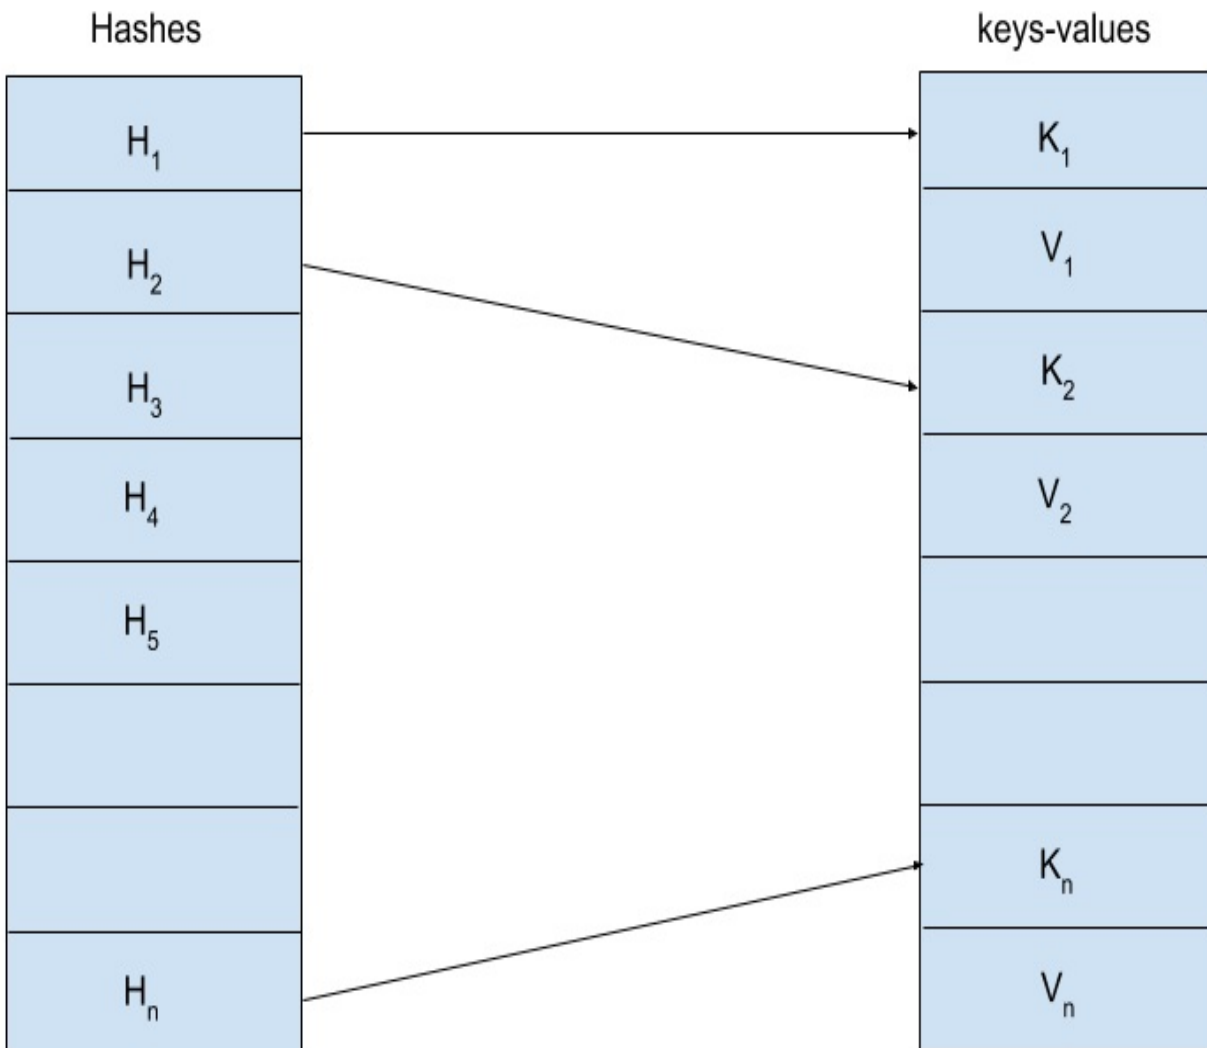 Hashes
keys-values
H₁
H₂
H₃
H₄
H₅
Hₙ
K₁
V₁
K₂
V₂
Kₙ
Vₙ